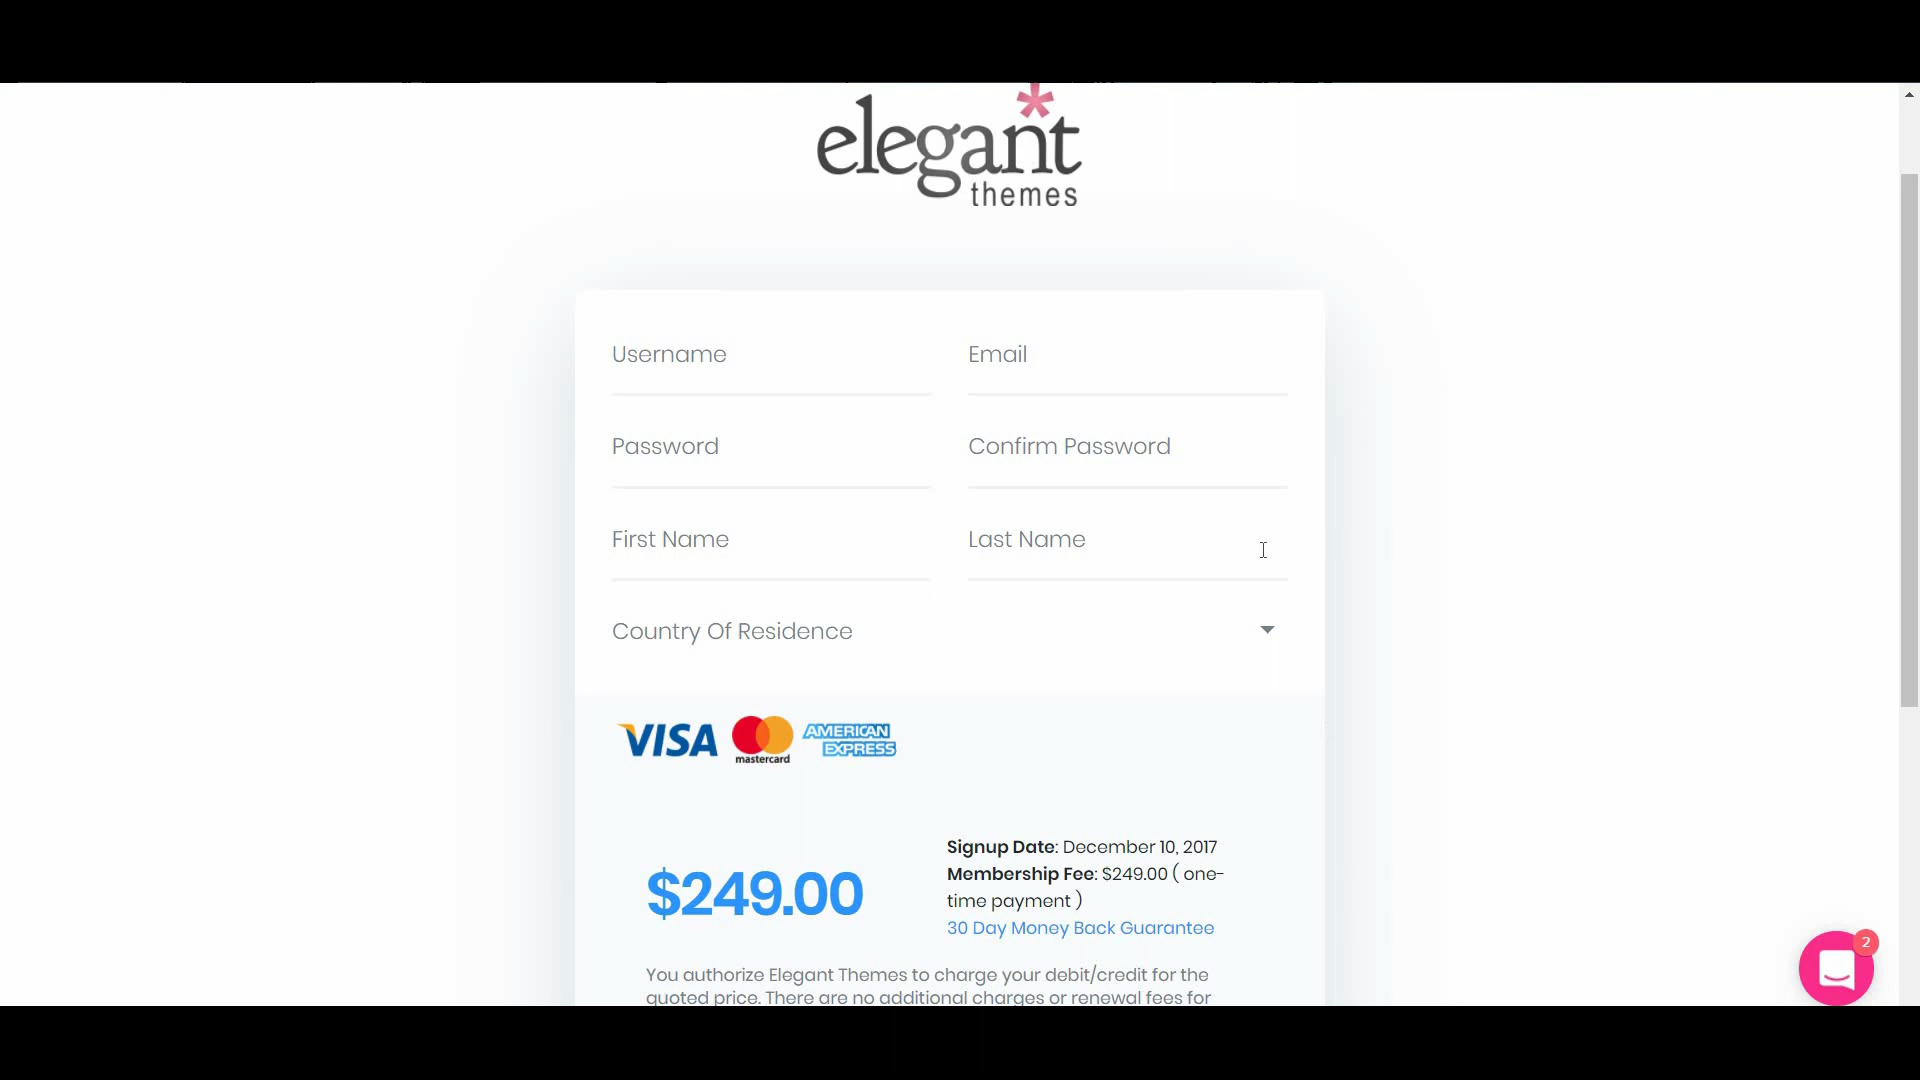 elegant
themes
Username
Email
Password
Confirm Password
First Name
Last Name
Country Of Residence
VISA
mastercard
AMERICAN
EXPRESS
$249.00
Signup Date: December 10, 2017
Membership Fee: $249.00 ( one-
time payment )
30 Day Money Back Guarantee
You authorize Elegant Themes to charge your debit/credit for the
quoted price. There are no additional charges or renewal fees for
2